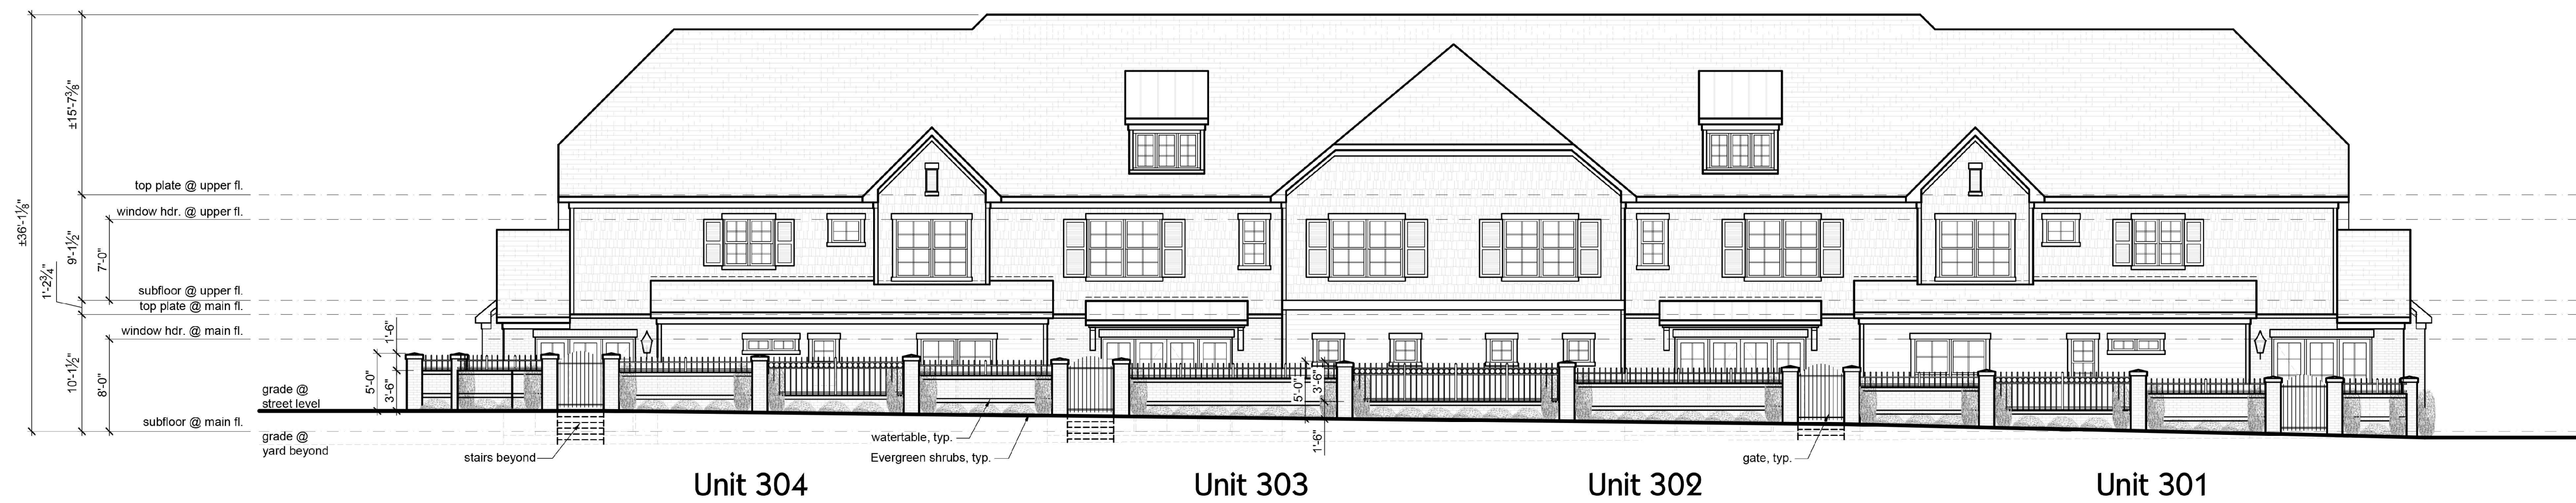 ±36'-1⅛"
±15'-7⅜"
9'-1½"
1'-2¾"
7'-0"
10'-1½"
8'-0"
top plate @ upper fl.
window hdr. @ upper fl.
subfloor @ upper fl.
top plate @ main fl.
window hdr. @ main fl.
1'-6"
5'-0"
3'-6"
grade @
street level
subfloor @ main fl.
grade @
yard beyond
stairs beyond
watertable, typ.
Evergreen shrubs, typ.
5'-0"
3'-6"
1'-6"
gate, typ.
Unit 304
Unit 303
Unit 302
Unit 301